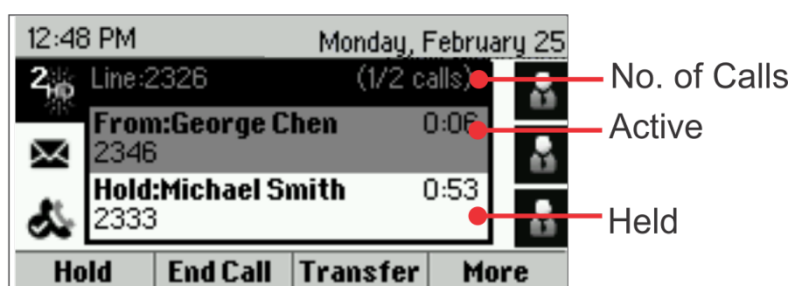 12:48 PM Monday, February 25
2HD Line:2326 (1/2 calls) No. of Calls
From:George Chen 0:06 Active
2346
Hold:Michael Smith 0:53
2333 Held
Hold End Call Transfer More